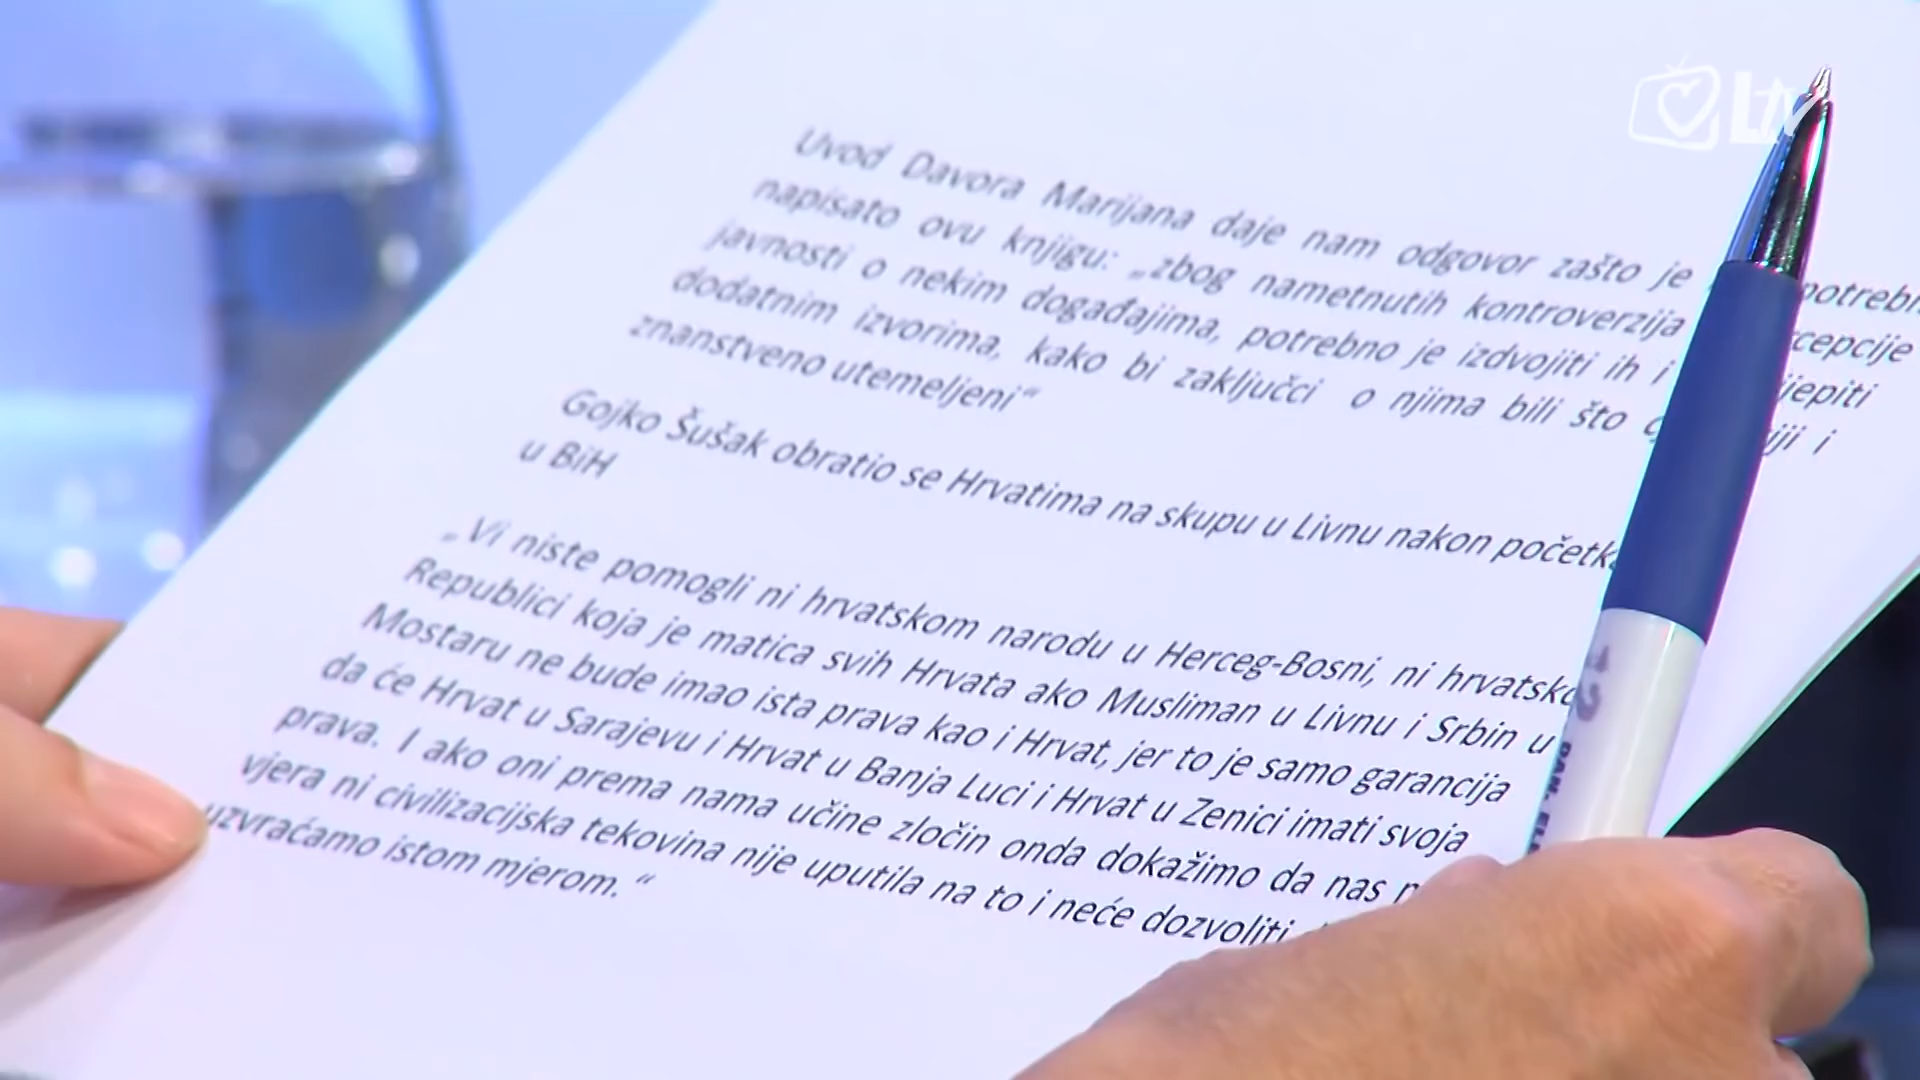 Ltv
Uvod Davora Marijana daje nam odgovor zašto je
napisato ovu knjigu: „zbog nametnutih kontroverzija
javnosti o nekim događajima, potrebno je izdvojiti ih i
dodatnim izvorima, kako bi zaključci o njima bili što i
znanstveno utemeljeni“
Gojko Šušak obratio se Hrvatima na skupu u Livnu nakon
u BiH
„Vi niste pomogli ni hrvatskom narodu u Herceg-Bosni, ni
Republici koja je matica svih Hrvata ako Musliman u Livnu i Srbin u
Mostaru ne bude imao ista prava kao i Hrvat, jer to je samo garancija
da će Hrvat u Sarajevu i Hrvat u Banja Luci i Hrvat u Zenici imati svoja
prava. I ako oni prema nama učine zločin onda dokažimo da nas
vjera ni civilizacijska tekovina nije uputila na to i neće dozvoliti
uzvraćamo istom mjerom. “